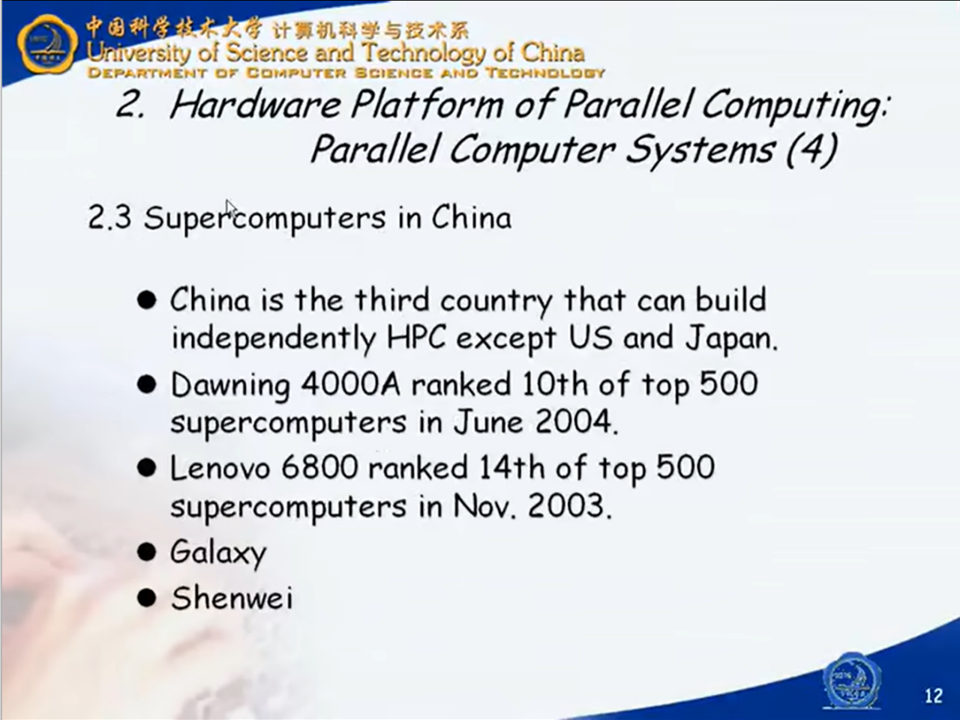 中国科学技术大学 计算机科学与技术系
University of Science and Technology of China
DEPARTMENT OF COMPUTER SCIENCE AND TECHNOLOGY
2. Hardware Platform of Parallel Computing:
Parallel Computer Systems (4)
2.3 Supercomputers in China
● China is the third country that can build
independently HPC except US and Japan.
● Dawning 4000A ranked 10th of top 500
supercomputers in June 2004.
● Lenovo 6800 ranked 14th of top 500
supercomputers in Nov. 2003.
● Galaxy
● Shenwei
12